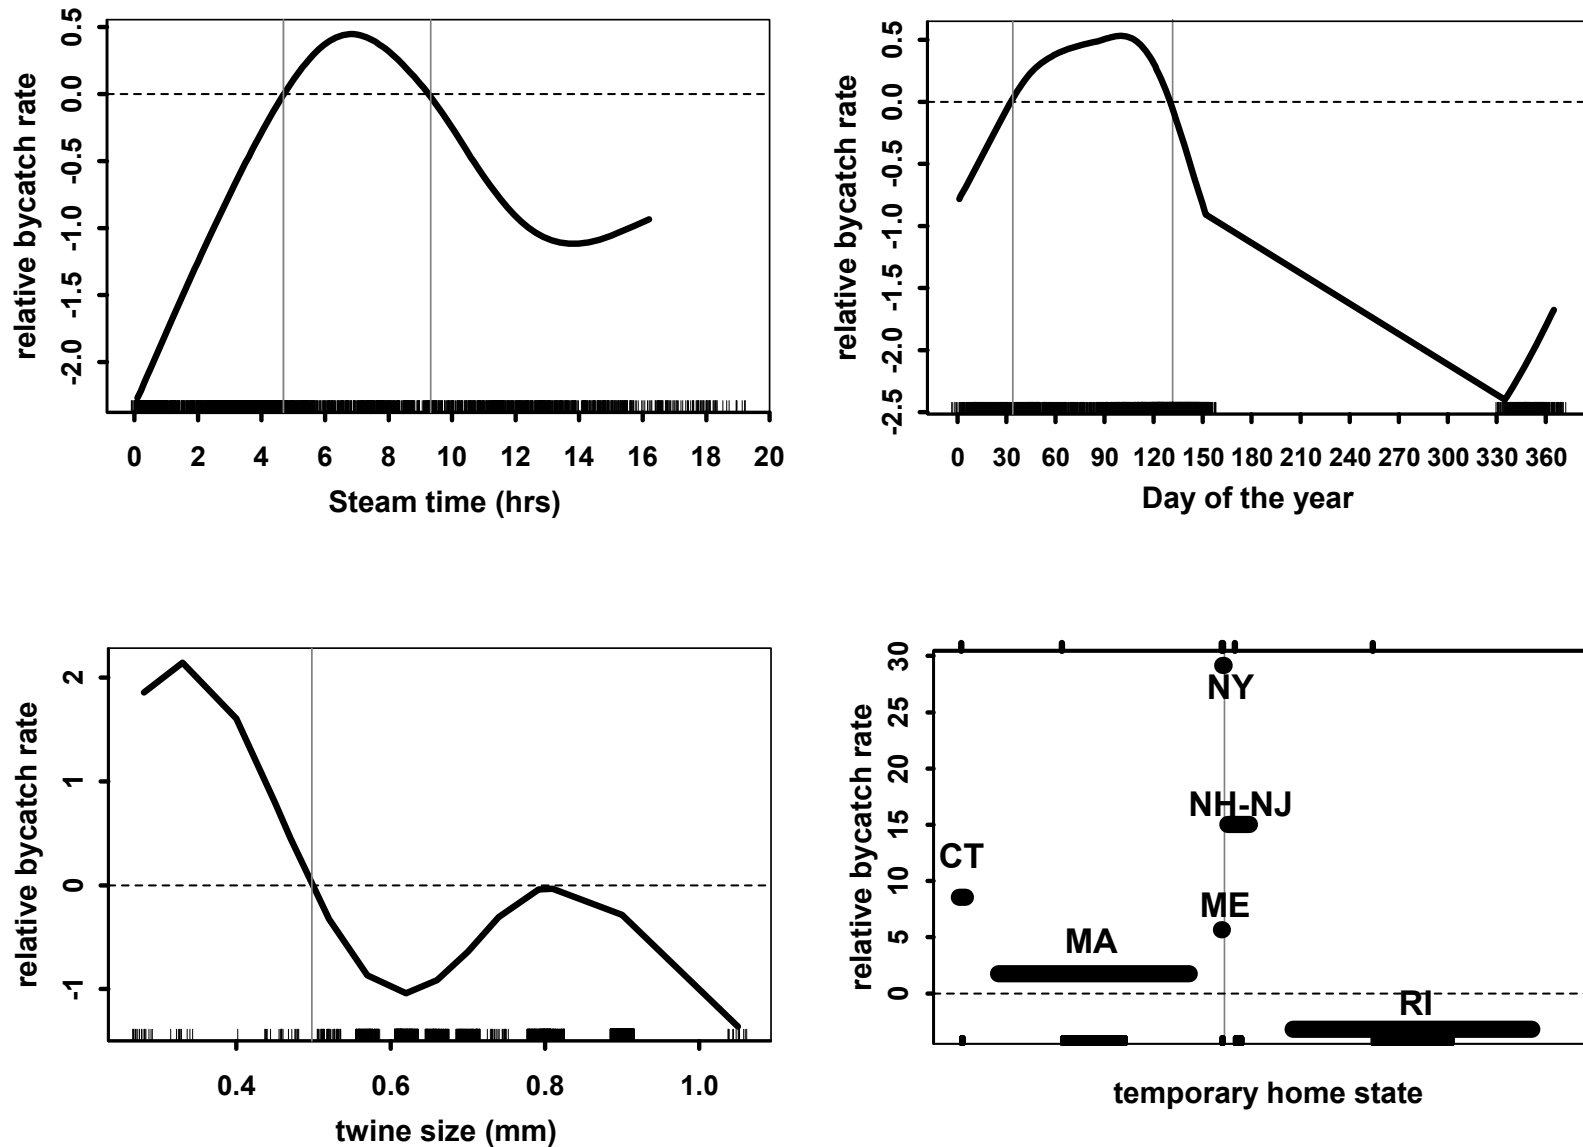 relative bycatch rate
0.5
0.0
-0.5
-1.0
-1.5
-2.0
0 2 4 6 8 10 12 14 16 18 20
Steam time (hrs)
relative bycatch rate
0.5
0.0
-0.5
-1.0
-1.5
-2.0
-2.5
0 30 60 90 120 150 180 210 240 270 300 330 360
Day of the year
relative bycatch rate
2
1
0
-1
0.4 0.6 0.8 1.0
twine size (mm)
relative bycatch rate
30
25
20
15
10
5
0
NY
NH-NJ
CT
ME
MA
RI
temporary home state